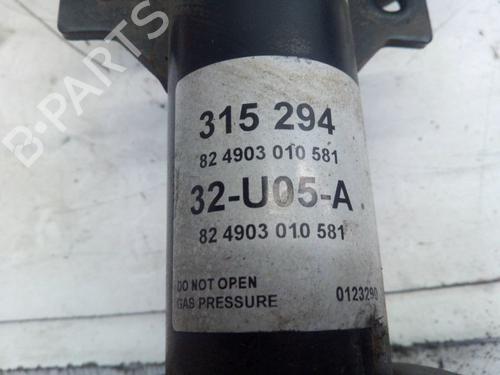 B-Parts
315 294
82 4903 010 581
32-U05-A
82 4903 010 581
DO NOT OPEN
GAS PRESSURE 0123290